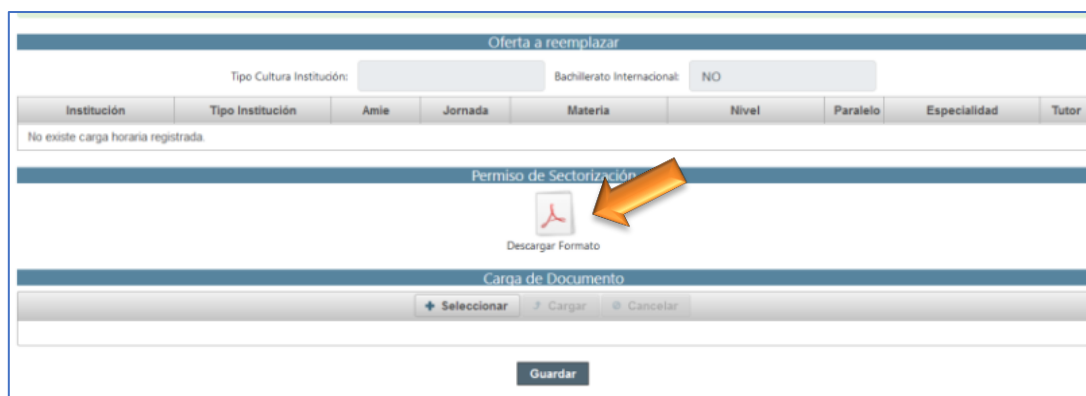 Oferta a reemplazar
Tipo Cultura Institución: Bachillerato Internacional: NO
Institución Tipo Institución Amie Jornada Materia Nivel Paralelo Especialidad Tutor
No existe carga horaria registrada.
Permiso de Sectorización
Descargar Formato
Carga de Documento
+ Seleccionar Cargar Cancelar
Guardar